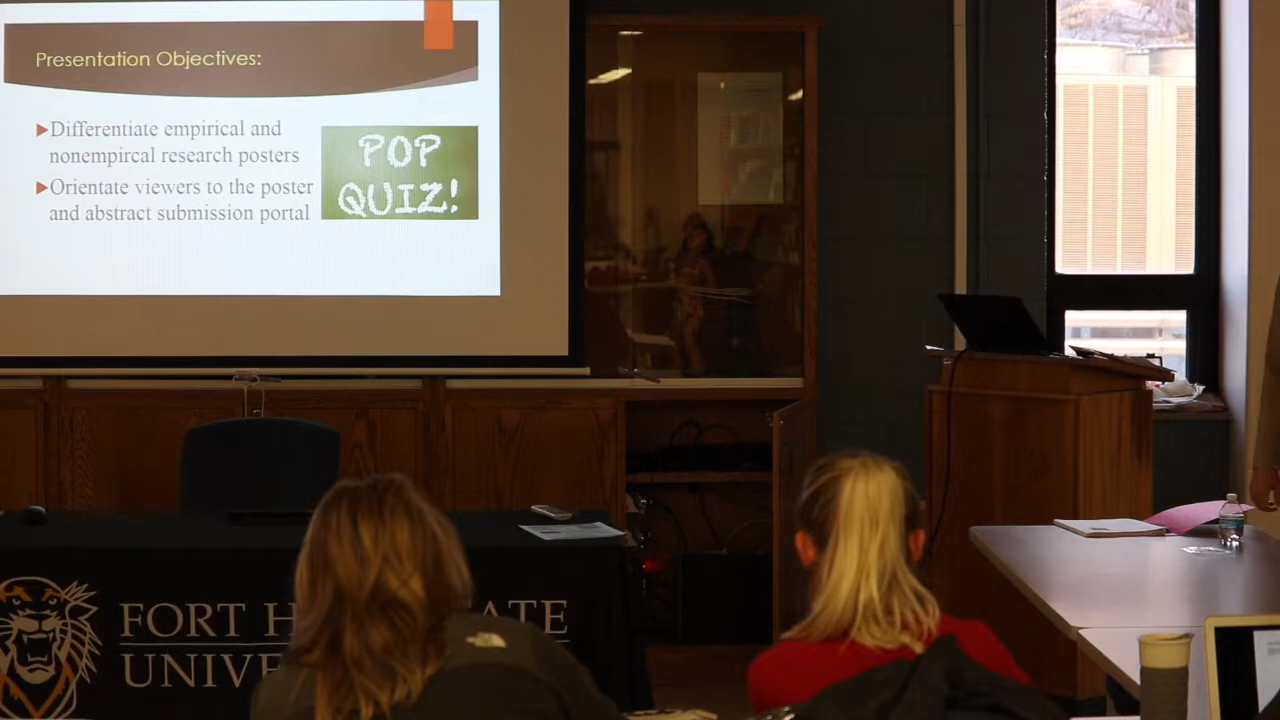 Presentation Objectives:
Differentiate empirical and
nonempircal research posters
Orientate viewers to the poster
and abstract submission portal
POP
QUIZ!
FORT H ATE
UNIVE